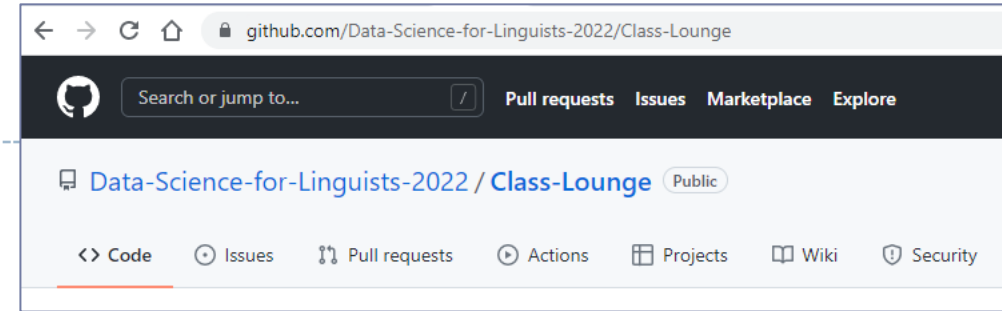 github.com/Data-Science-for-Linguists-2022/Class-Lounge
Search or jump to... / Pull requests Issues Marketplace Explore
Data-Science-for-Linguists-2022 / Class-Lounge Public
<> Code Issues Pull requests Actions Projects Wiki Security